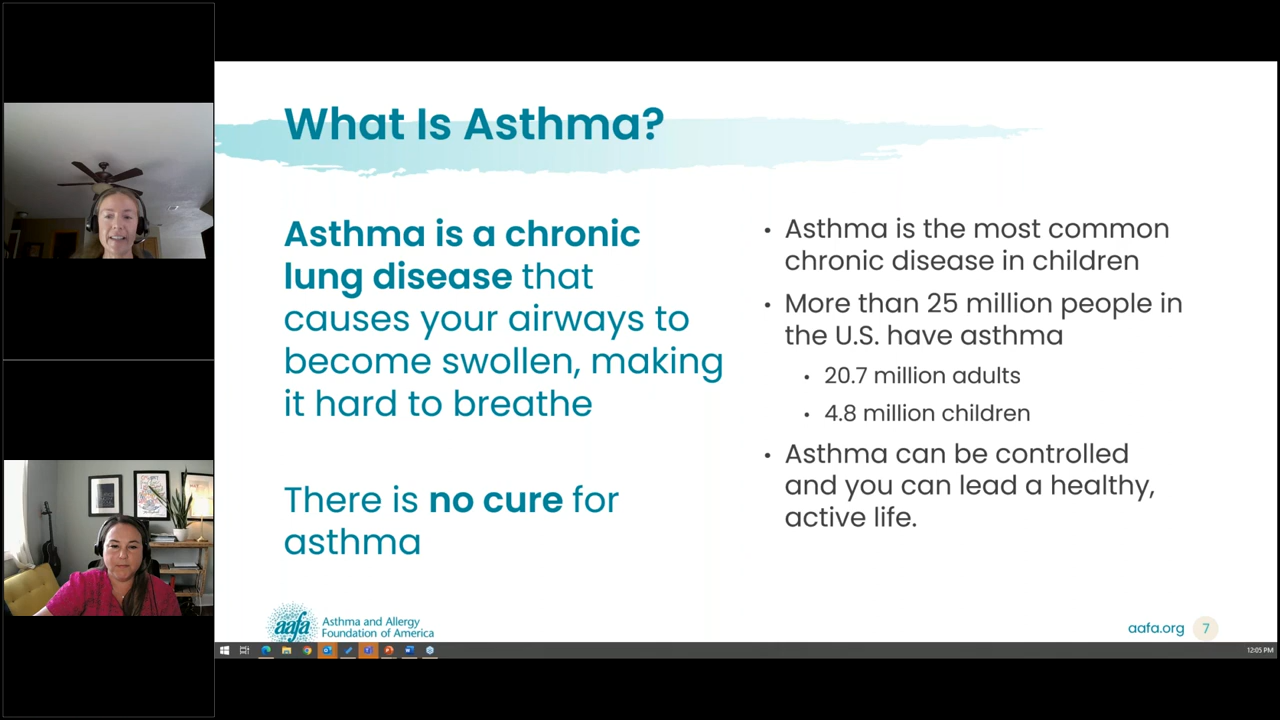 What Is Asthma?
Asthma is a chronic
lung disease that
causes your airways to
become swollen, making
it hard to breathe
There is no cure for
asthma
• Asthma is the most common
chronic disease in children
• More than 25 million people in
the U.S. have asthma
• 20.7 million adults
• 4.8 million children
• Asthma can be controlled
and you can lead a healthy,
active life.
aafa
Asthma and Allergy
Foundation of America
aafa.org 7
12:05 PM